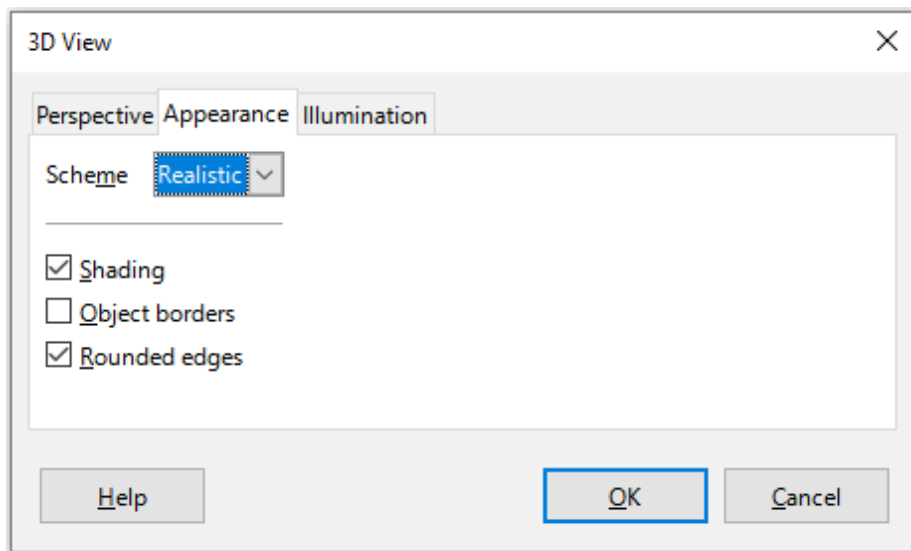 3D View
Perspective Appearance Illumination
Scheme Realistic
Shading
Object borders
Rounded edges
Help OK Cancel